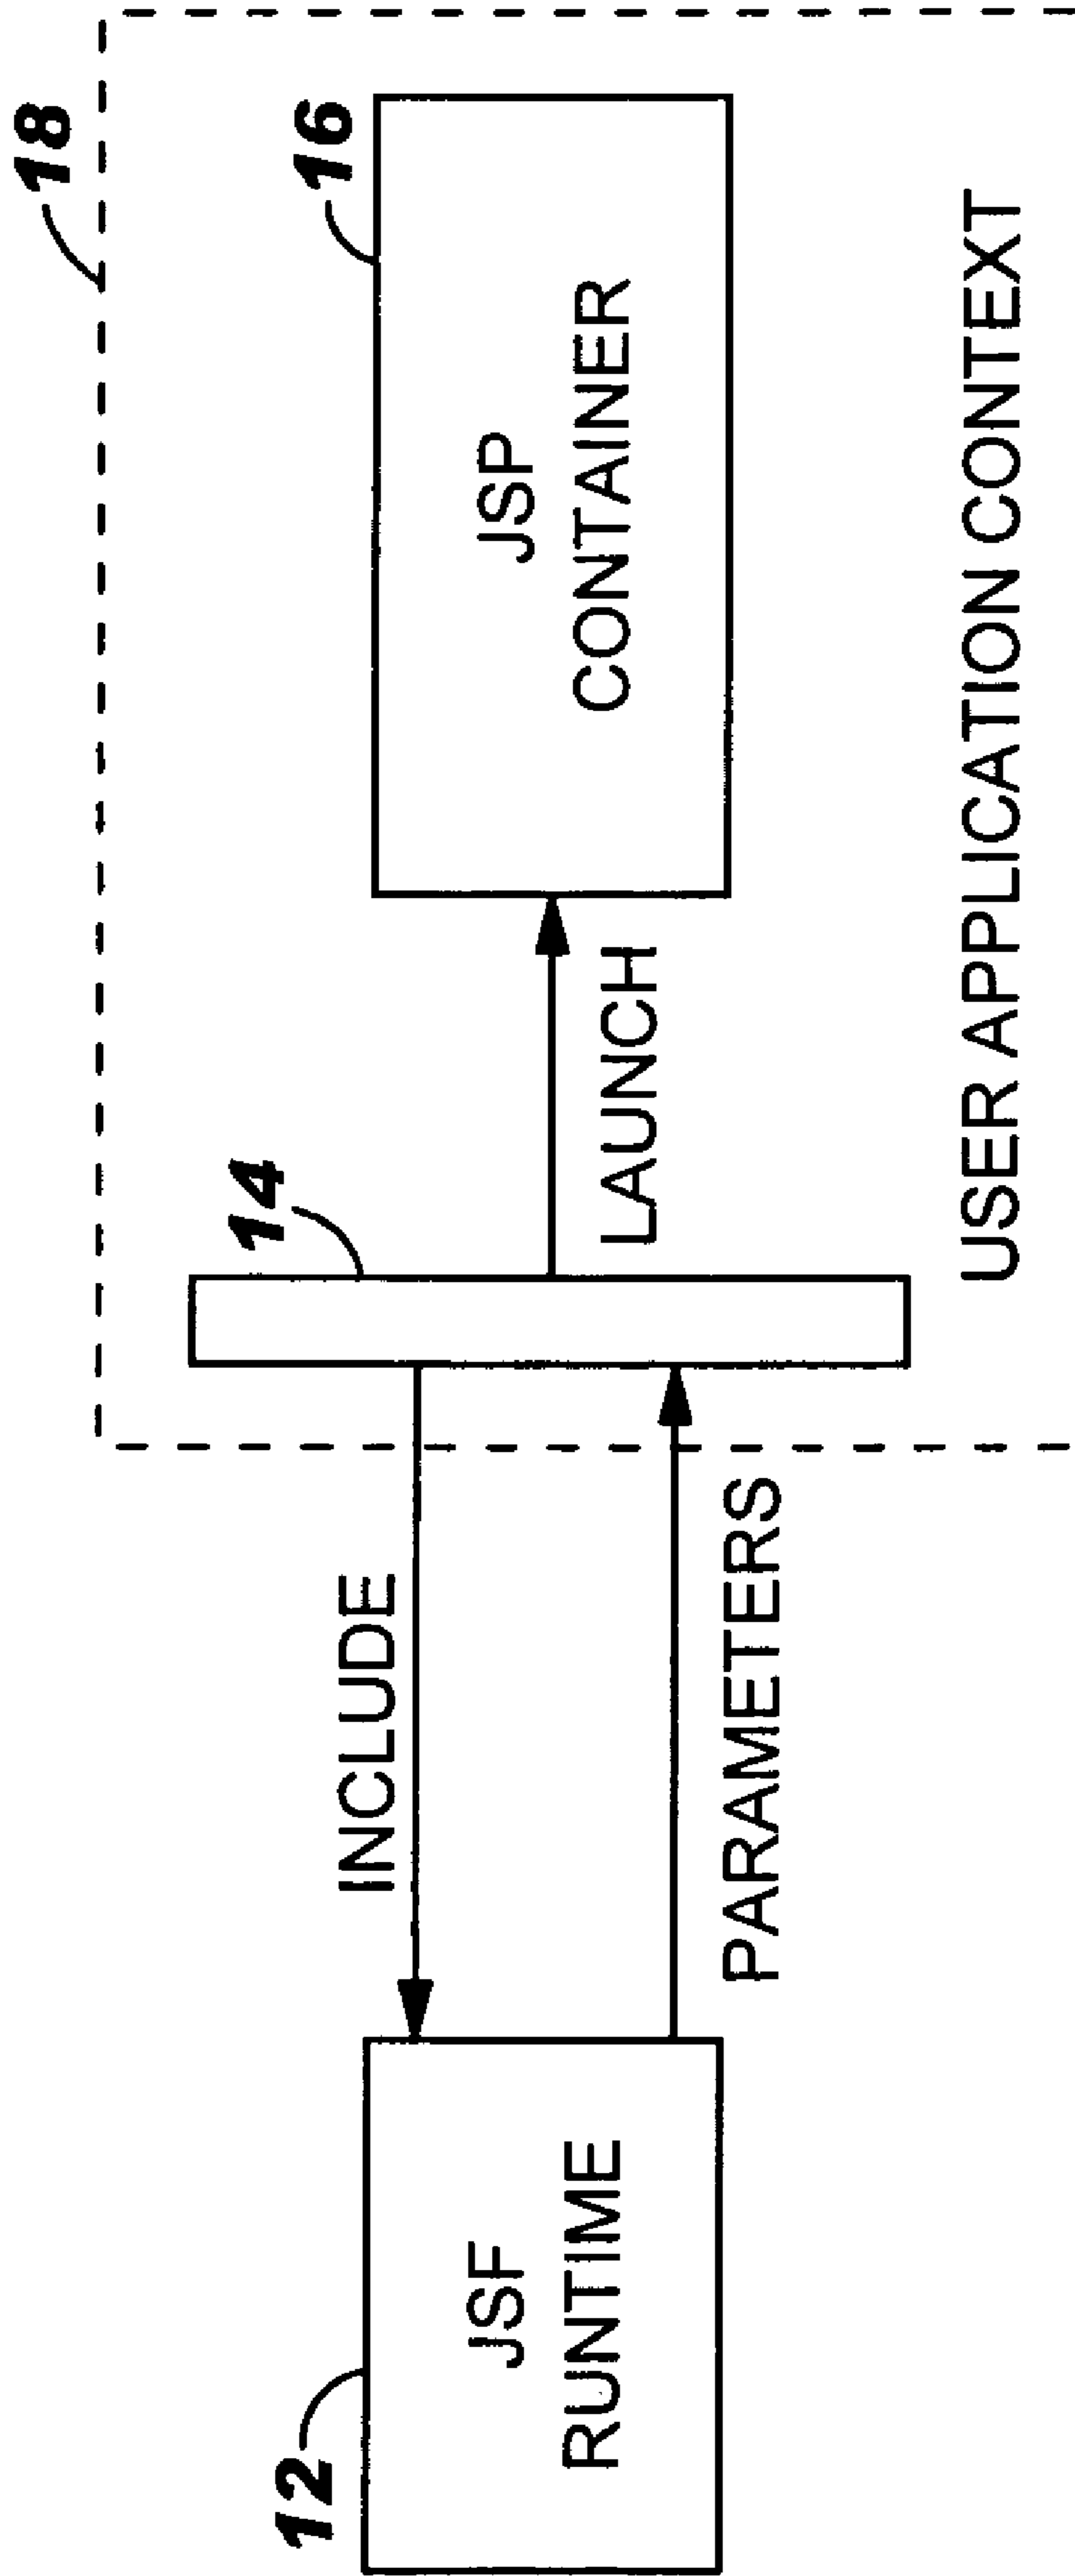 18
16
JSP
CONTAINER
14
LAUNCH
USER APPLICATION CONTEXT
INCLUDE
PARAMETERS
12
JSF
RUNTIME